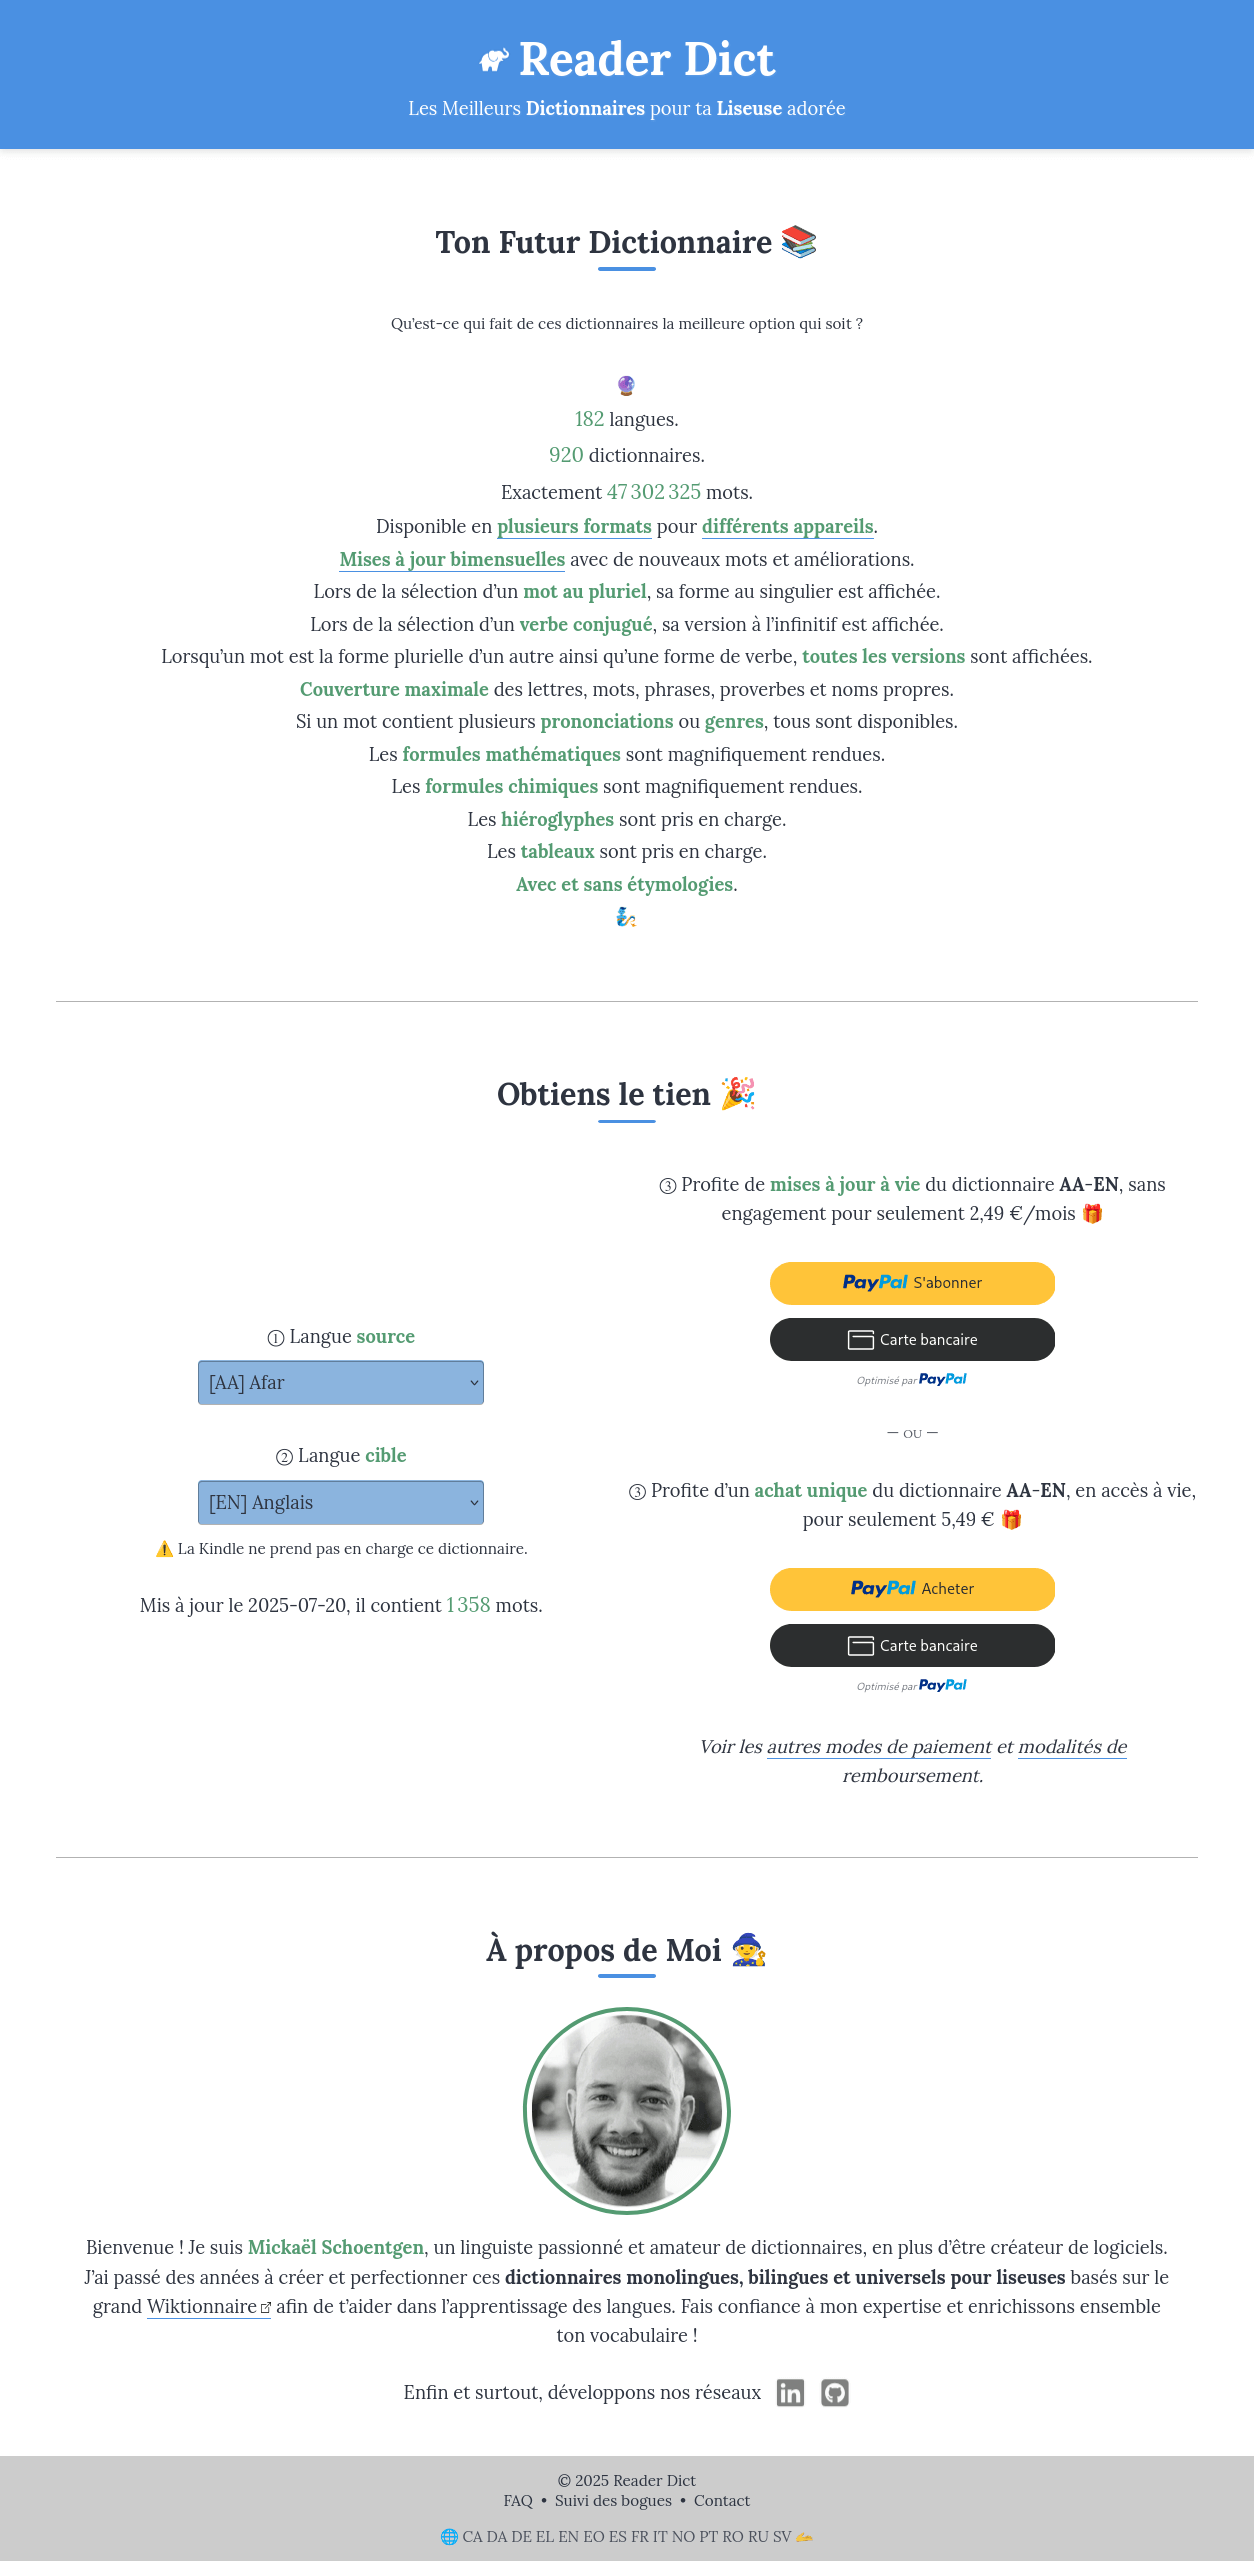 Reader Dict
Les Meilleurs Dictionnaires pour ta Liseuse adorée
Ton Futur Dictionnaire 📚
Qu’est-ce qui fait de ces dictionnaires la meilleure option qui soit ?
🔮
182 langues.
920 dictionnaires.
Exactement 47 302 325 mots.
Disponible en plusieurs formats pour différents appareils.
Mises à jour bimensuelles avec de nouveaux mots et améliorations.
Lors de la sélection d’un mot au pluriel, sa forme au singulier est affichée.
Lors de la sélection d’un verbe conjugué, sa version à l’infinitif est affichée.
Lorsqu’un mot est la forme plurielle d’un autre ainsi qu’une forme de verbe, toutes les versions sont affichées.
Couverture maximale des lettres, mots, phrases, proverbes et noms propres.
Si un mot contient plusieurs prononciations ou genres, tous sont disponibles.
Les formules mathématiques sont magnifiquement rendues.
Les formules chimiques sont magnifiquement rendues.
Les hiéroglyphes sont pris en charge.
Les tableaux sont pris en charge.
Avec et sans étymologies.
🧞
Obtiens le tien 🎉
① Langue source
[AA] Afar
② Langue cible
[EN] Anglais
⚠️ La Kindle ne prend pas en charge ce dictionnaire.
Mis à jour le 2025-07-20, il contient 1 358 mots.
③ Profite de mises à jour à vie du dictionnaire AA-EN, sans
engagement pour seulement 2,49 €/mois 🎁
PayPal S'abonner
Carte bancaire
Optimisé par PayPal
— OU —
③ Profite d’un achat unique du dictionnaire AA-EN, en accès à vie,
pour seulement 5,49 € 🎁
PayPal Acheter
Carte bancaire
Optimisé par PayPal
Voir les autres modes de paiement et modalités de
remboursement.
À propos de Moi 🧙
Bienvenue ! Je suis Mickaël Schoentgen, un linguiste passionné et amateur de dictionnaires, en plus d’être créateur de logiciels.
J’ai passé des années à créer et perfectionner ces dictionnaires monolingues, bilingues et universels pour liseuses basés sur le
grand Wiktionnaire afin de t’aider dans l’apprentissage des langues. Fais confiance à mon expertise et enrichissons ensemble
ton vocabulaire !
Enfin et surtout, développons nos réseaux
© 2025 Reader Dict
FAQ • Suivi des bogues • Contact
🌐 CA DA DE EL EN EO ES FR IT NO PT RO RU SV 🫴